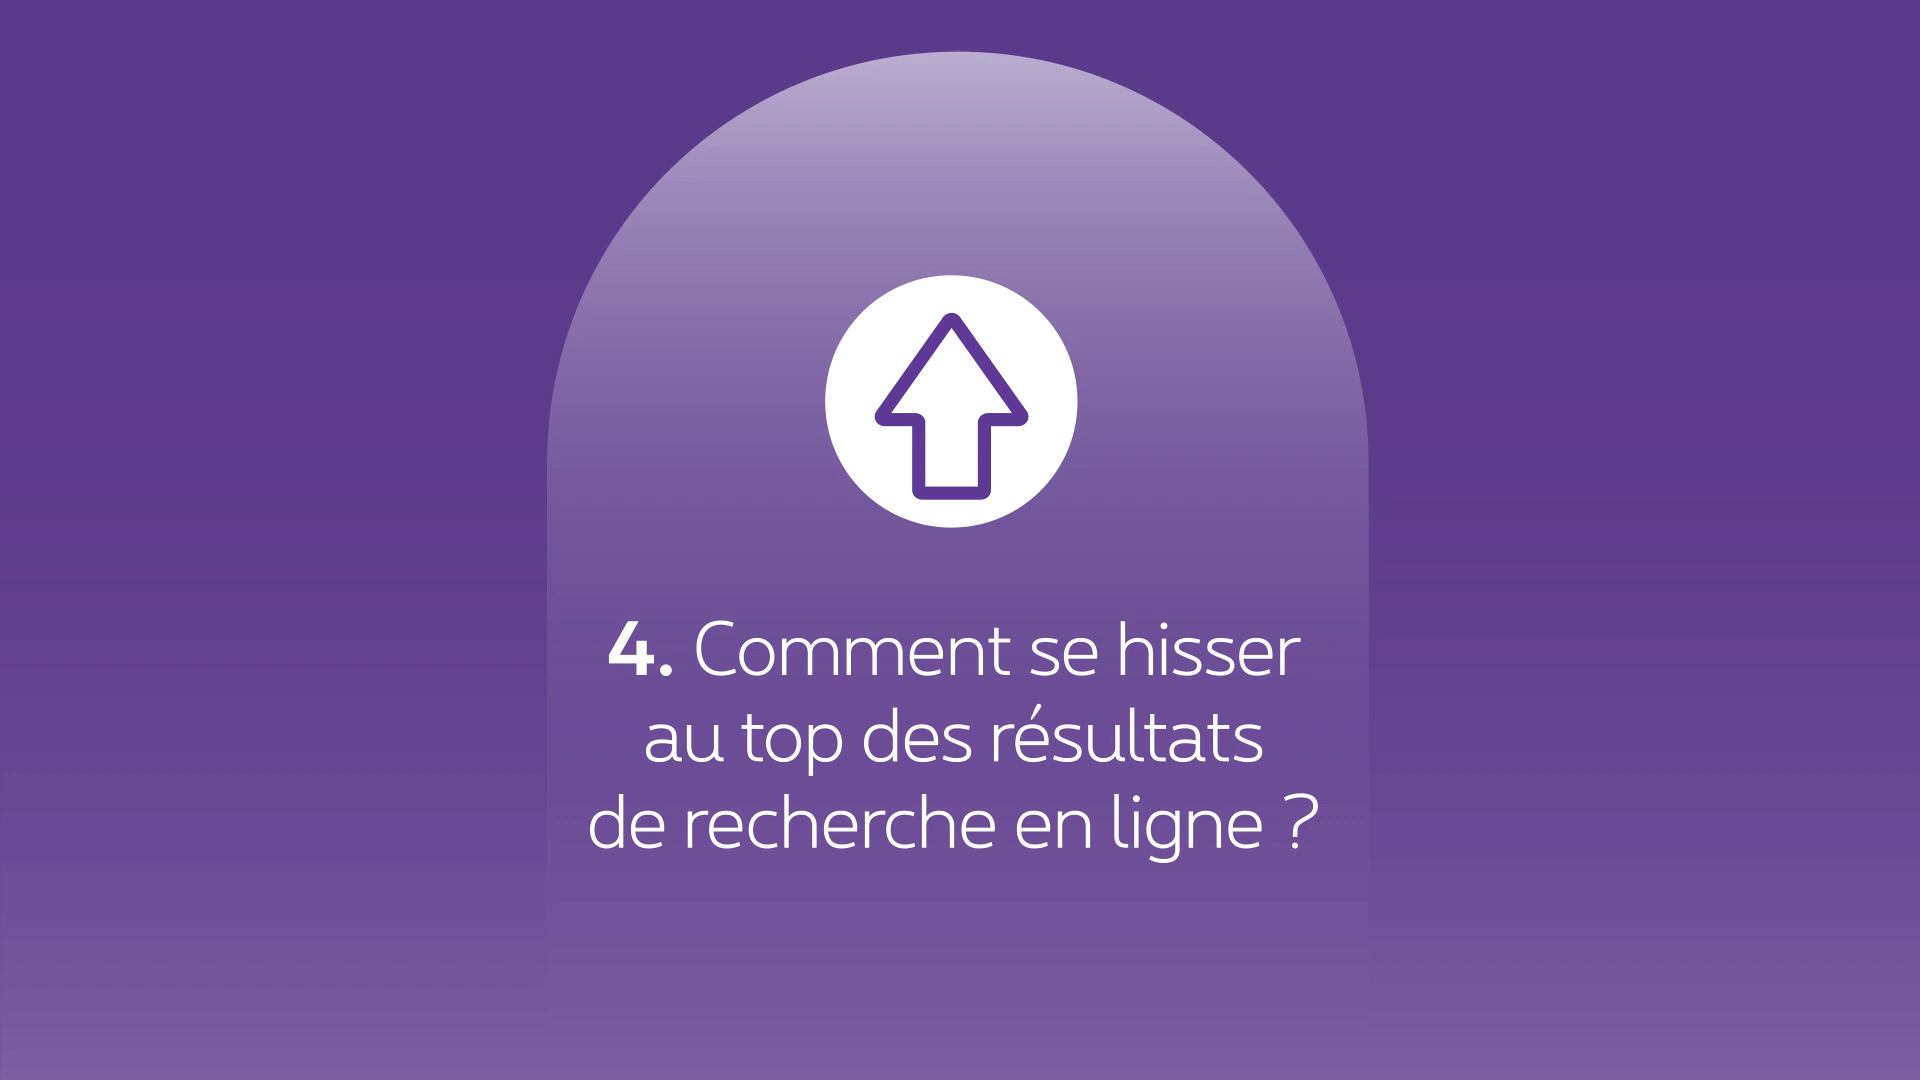 4. Comment se hisser
au top des résultats
de recherche en ligne ?